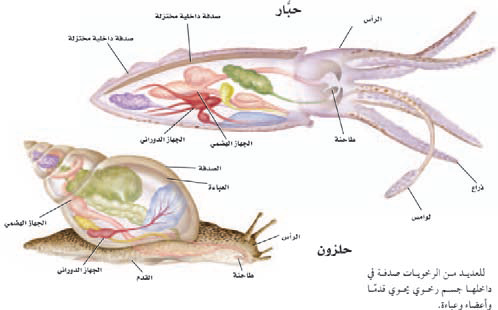 حبَّار
صدفة داخلية مختزلة
الرأس
صدفة داخلية مختزلة
الجهاز الهضمي
الجهاز الدوراني
طاحنة
ذراع
لوامس
الصدفة
العباءة
الجهاز الهضمي
الرأس
حلزون
طاحنة
القدم
الجهاز الدوراني
للعديد من الرخويات صدفة في
داخلها جسم رخوي يحوي قدمًا
وأعضاء وعباءة.